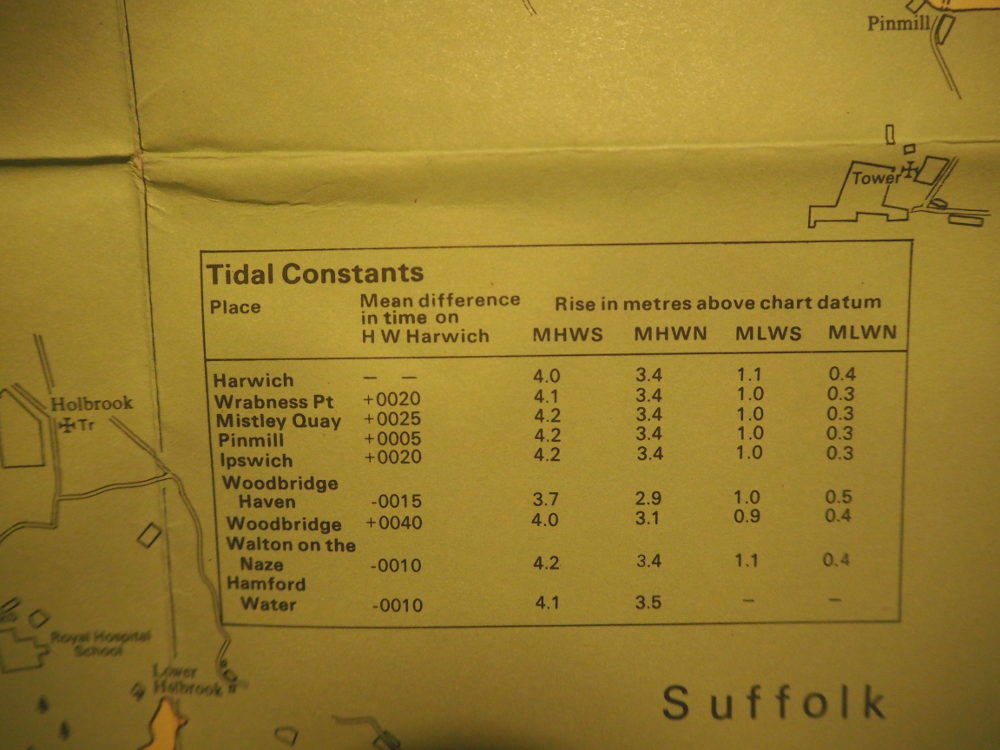 Pinmill
Tower
Tidal Constants
Place Mean difference in time on H W Harwich Rise in metres above chart datum
MHWS MHWN MLWS MLWN
Harwich — — 4.0 3.4 1.1 0.4
Wrabness Pt +0020 4.1 3.4 1.0 0.3
Mistley Quay +0025 4.2 3.4 1.0 0.3
Pinmill +0005 4.2 3.4 1.0 0.3
Ipswich +0020 4.2 3.4 1.0 0.3
Woodbridge
Haven -0015 3.7 2.9 1.0 0.5
Woodbridge +0040 4.0 3.1 0.9 0.4
Walton on the
Naze -0010 4.2 3.4 1.1 0.4
Hamford
Water -0010 4.1 3.5 — —
Holbrook
Tr
Royal Hospital
School
Lower
Holbrook
Suffolk